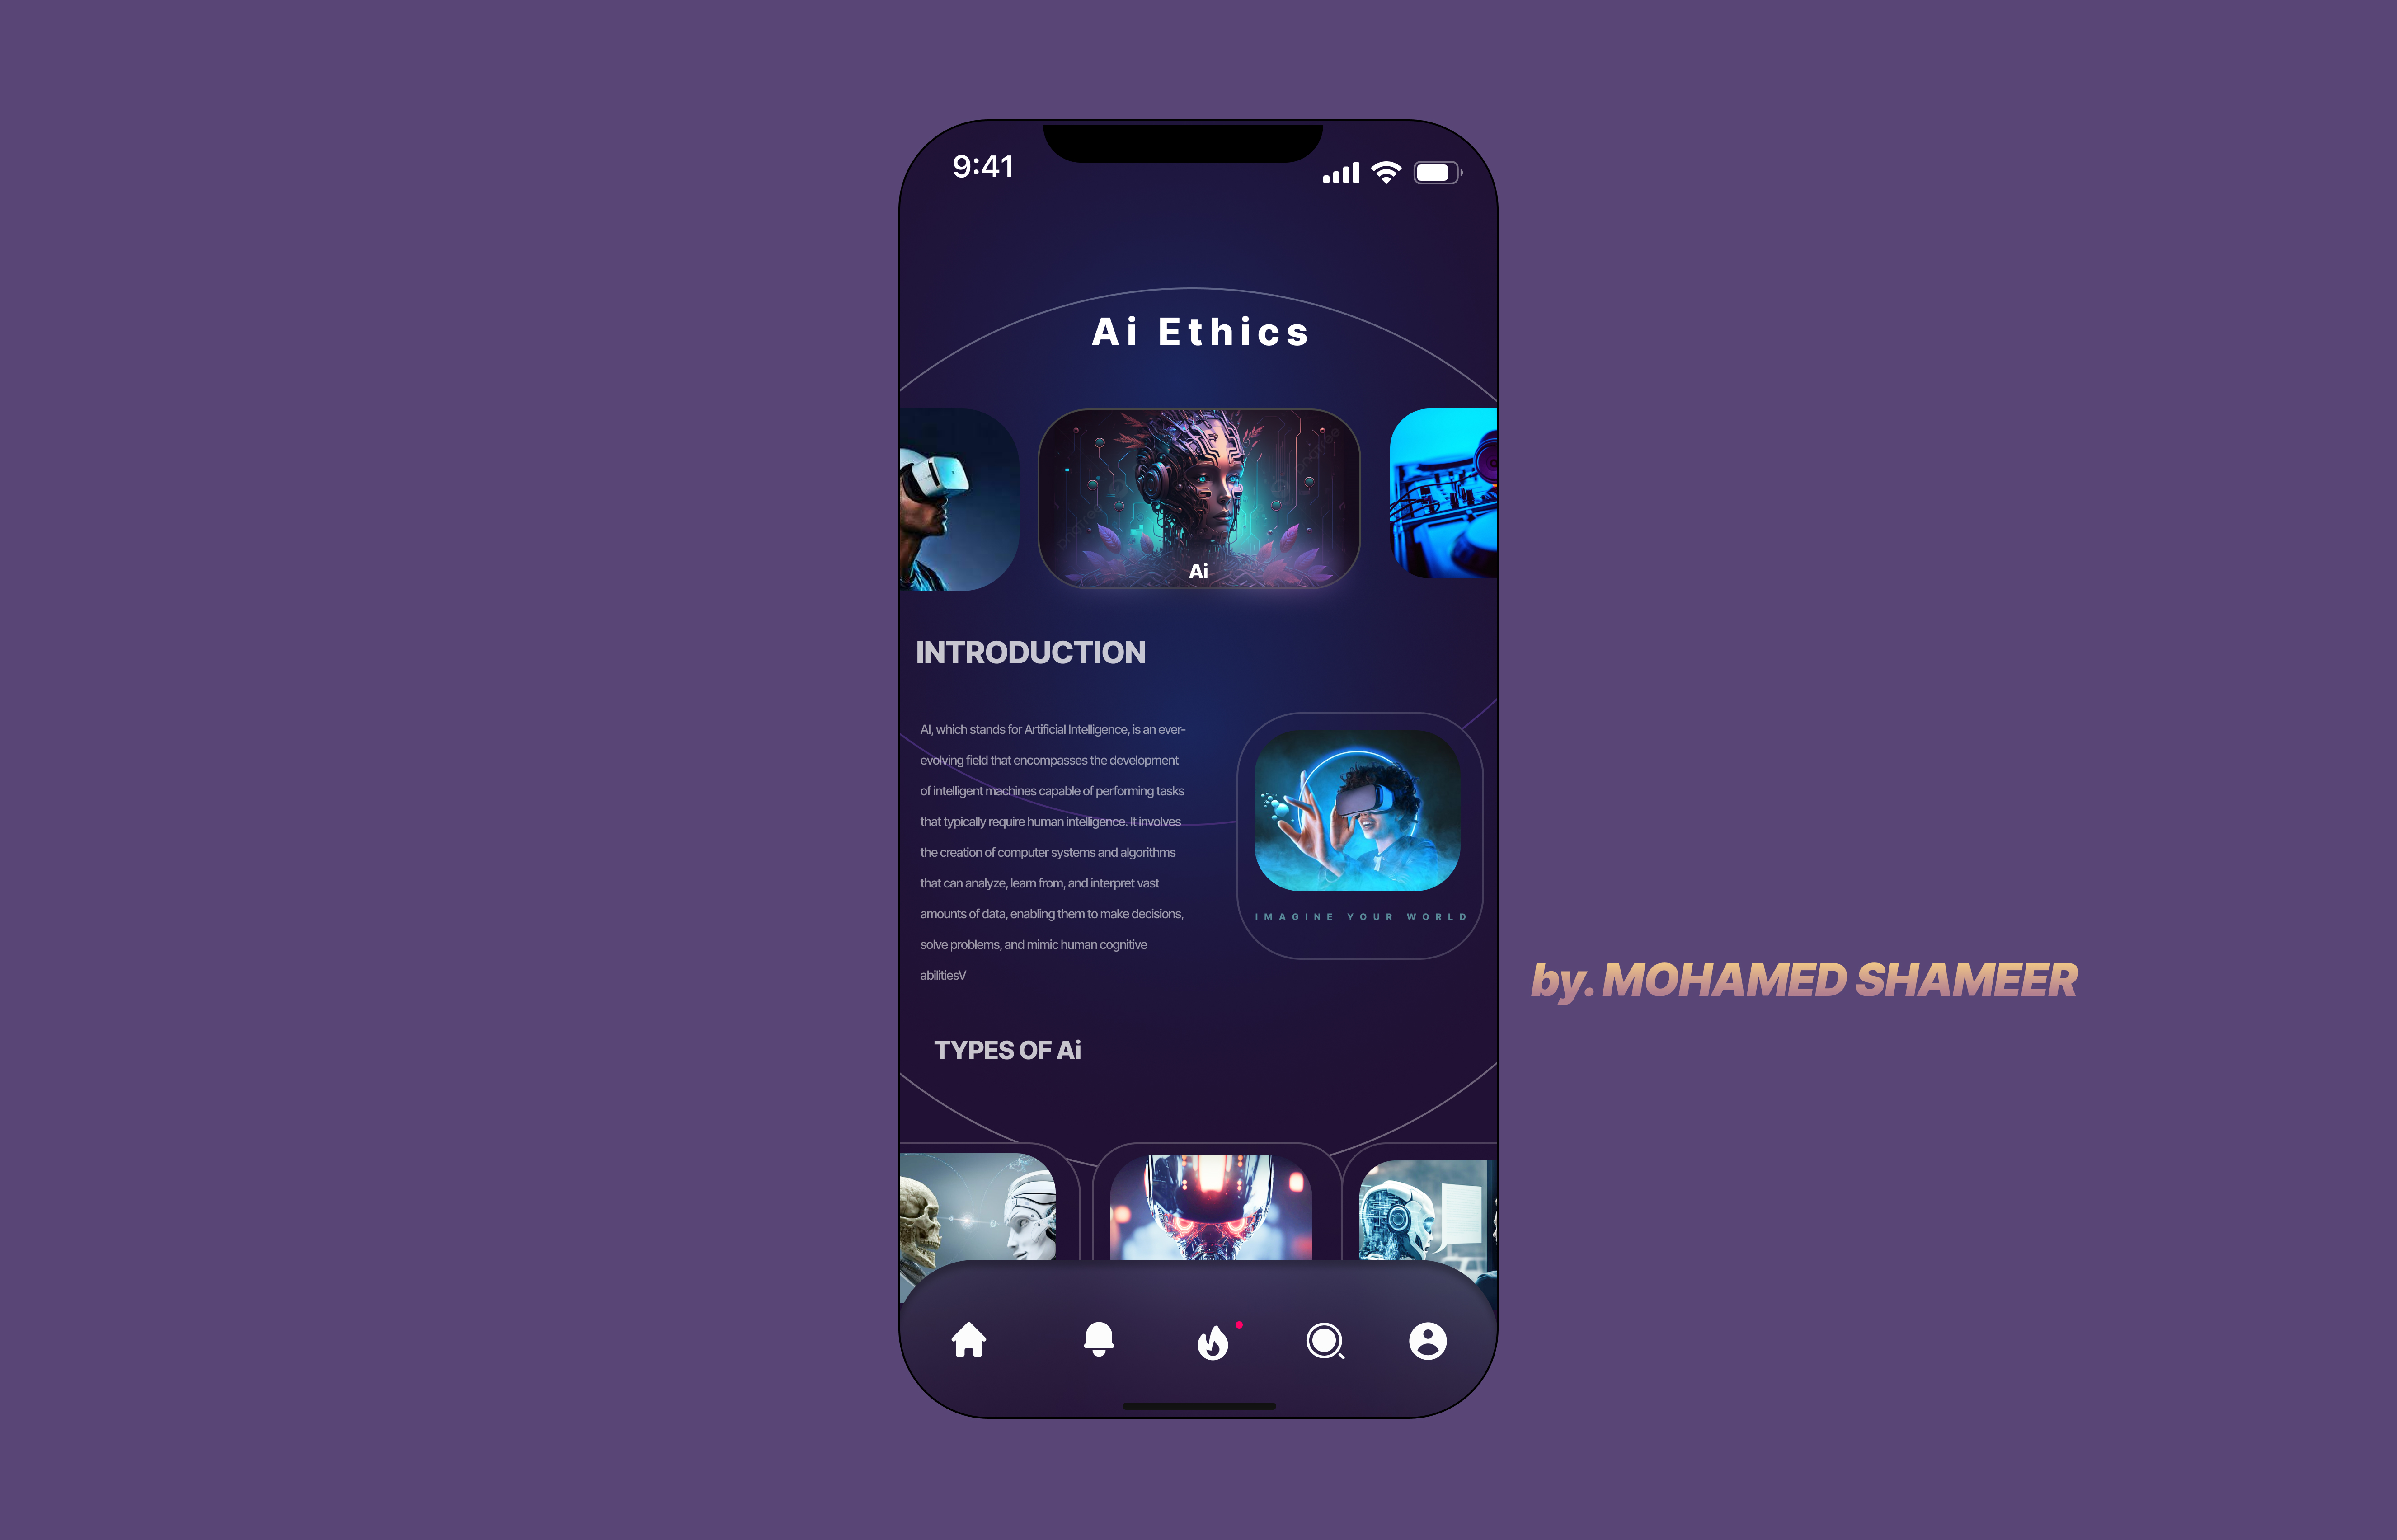 9:41
Ai Ethics
Ai
INTRODUCTION
AI, which stands for Artificial Intelligence, is an ever-
evolving field that encompasses the development
of intelligent machines capable of performing tasks
that typically require human intelligence. It involves
the creation of computer systems and algorithms
that can analyze, learn from, and interpret vast
amounts of data, enabling them to make decisions,
solve problems, and mimic human cognitive
abilitiesV
IMAGINE YOUR WORLD
by. MOHAMED SHAMEER
TYPES OF Ai